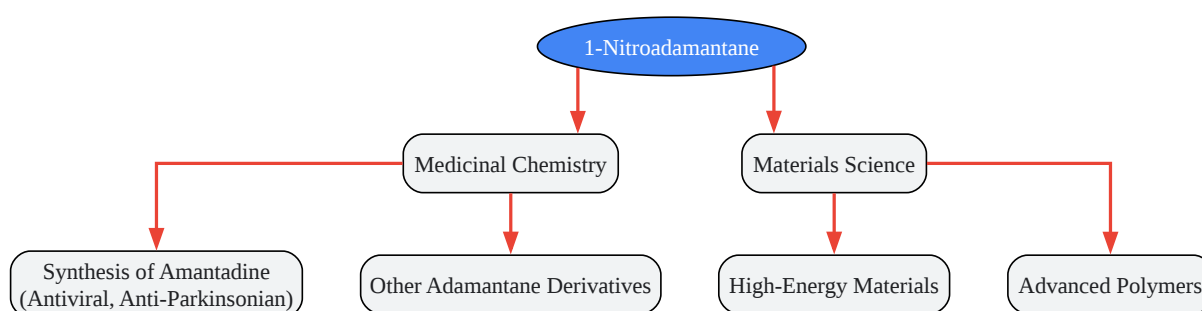 1-Nitroadamantane
Medicinal Chemistry
Materials Science
Synthesis of Amantadine
(Antiviral, Anti-Parkinsonian)
Other Adamantane Derivatives
High-Energy Materials
Advanced Polymers